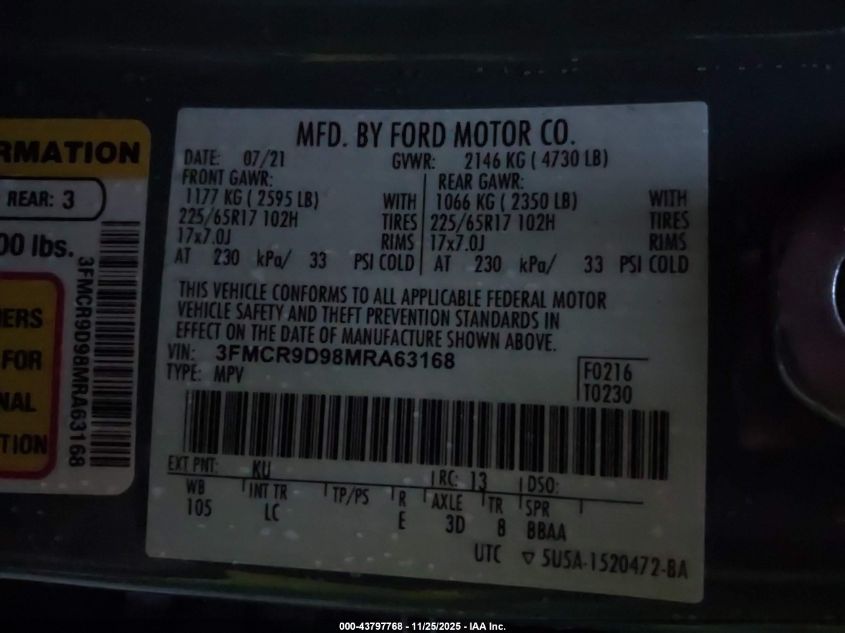 RMATION
REAR: 3
00 lbs.
ERS
FOR
NAL
TION
3FMCR9D98MRA63168
MFD. BY FORD MOTOR CO.
DATE: 07/21 GVWR: 2146 KG ( 4730 LB)
FRONT GAWR: REAR GAWR:
1177 KG ( 2595 LB) WITH 1066 KG ( 2350 LB) WITH
225/65R17 102H TIRES 225/65R17 102H TIRES
17x7.0J RIMS 17x7.0J RIMS
AT 230 kPa/ 33 PSI COLD AT 230 kPa/ 33 PSI COLD
THIS VEHICLE CONFORMS TO ALL APPLICABLE FEDERAL MOTOR
VEHICLE SAFETY AND THEFT PREVENTION STANDARDS IN
EFFECT ON THE DATE OF MANUFACTURE SHOWN ABOVE.
VIN: 3FMCR9D98MRA63168
TYPE: MPV
F0216
T0230
EXT PNT: KU RC: 13 DSO:
WB INT TR TP/PS R AXLE TR SPR
105 LC E 3D 8 BBAA
UTC ▽ 5U5A-1520472-BA
000-43797768 - 11/25/2025 - IAA Inc.